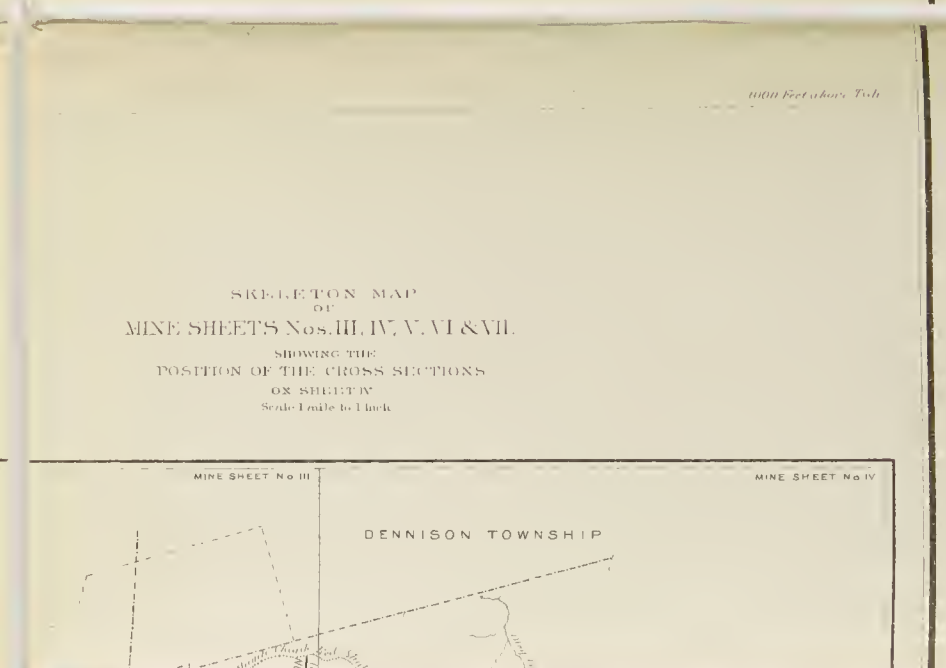 1000 Feet above Tide
SKELETON MAP
OF
MINE SHEETS Nos. III, IV, V, VI & VII.
SHOWING THE
POSITION OF THE CROSS SECTIONS
ON SHEET IV
Scale 1 mile to 1 inch
MINE SHEET No III
MINE SHEET No IV
DENNISON TOWNSHIP